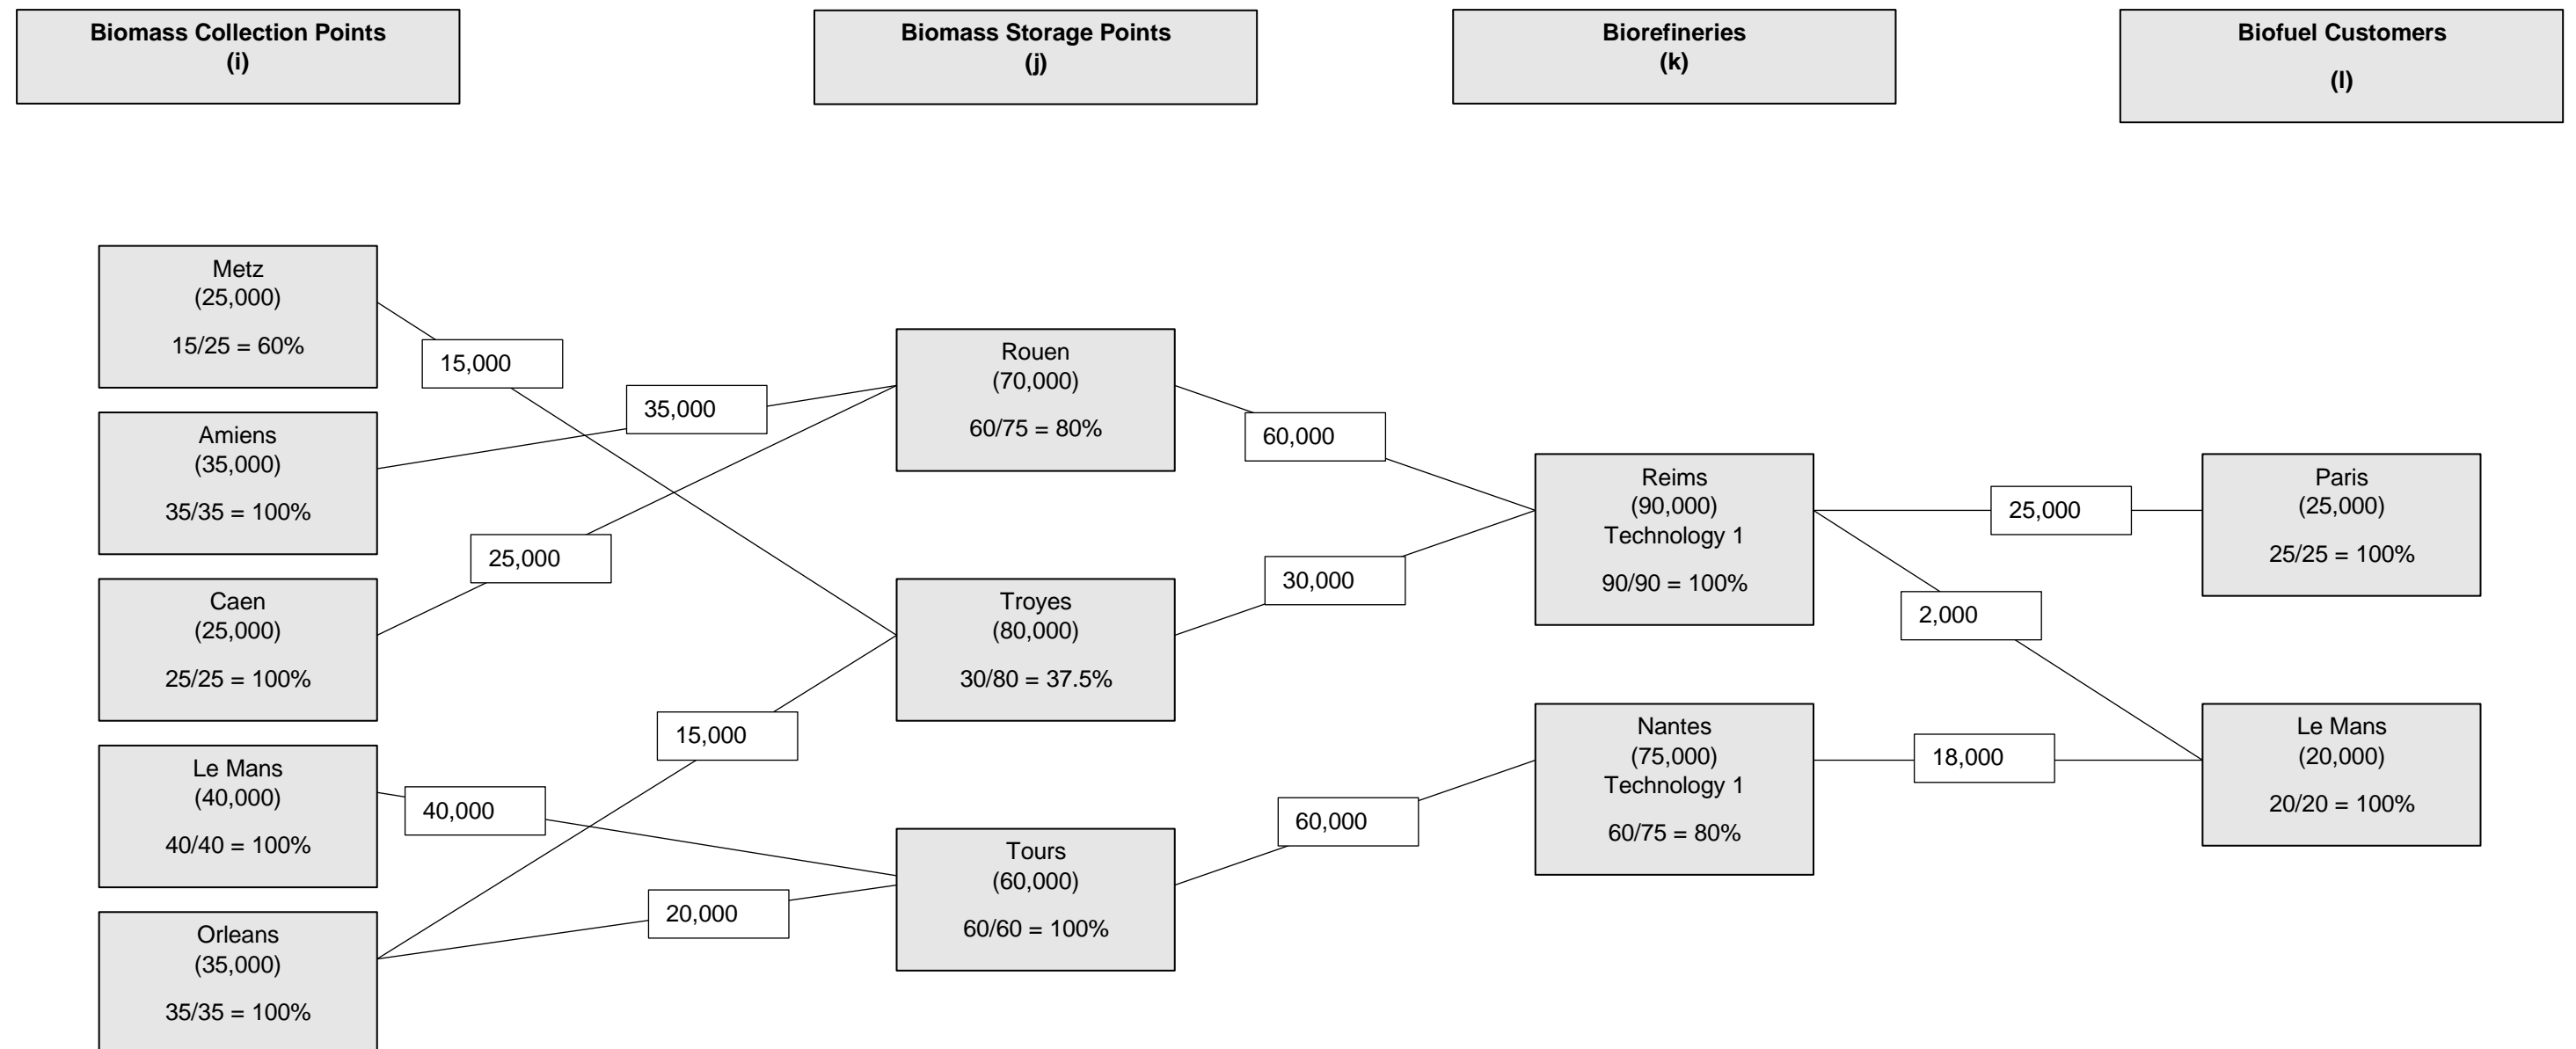 Biomass Collection Points
(i)
Biomass Storage Points
(j)
Biorefineries
(k)
Biofuel Customers
(l)
Metz
(25,000)
15/25 = 60%
Amiens
(35,000)
35/35 = 100%
Caen
(25,000)
25/25 = 100%
Le Mans
(40,000)
40/40 = 100%
Orleans
(35,000)
35/35 = 100%
15,000
35,000
25,000
15,000
40,000
20,000
Rouen
(70,000)
60/75 = 80%
Troyes
(80,000)
30/80 = 37.5%
Tours
(60,000)
60/60 = 100%
60,000
30,000
60,000
Reims
(90,000)
Technology 1
90/90 = 100%
Nantes
(75,000)
Technology 1
60/75 = 80%
25,000
2,000
18,000
Paris
(25,000)
25/25 = 100%
Le Mans
(20,000)
20/20 = 100%